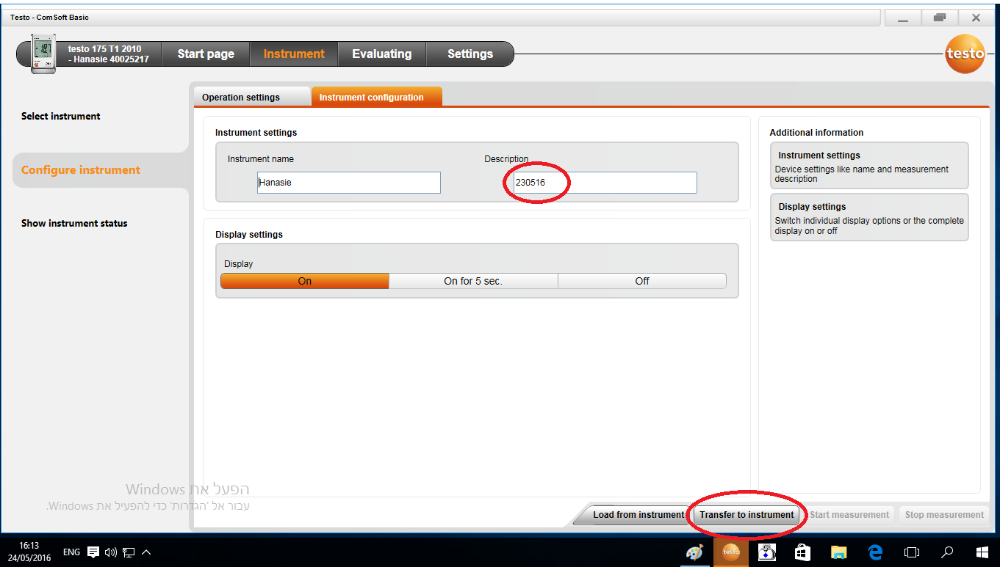 Testo - ComSoft Basic
-18.1
testo 175 T1 2010
- Hanasie 40025217
Start page
Instrument
Evaluating
Settings
testo
Select instrument
Configure instrument
Show instrument status
Operation settings
Instrument configuration
Instrument settings
Instrument name
Description
Hanasie
230516
Display settings
Display
On
On for 5 sec.
Off
Additional information
Instrument settings
Device settings like name and measurement
description
Display settings
Switch individual display options or the complete
display on or off
הפעל את Windows
עבור אל 'הגדרות' כדי להפעיל את Windows.
Load from instrument
Transfer to instrument
Start measurement
Stop measurement
16:13
24/05/2016
ENG
testo